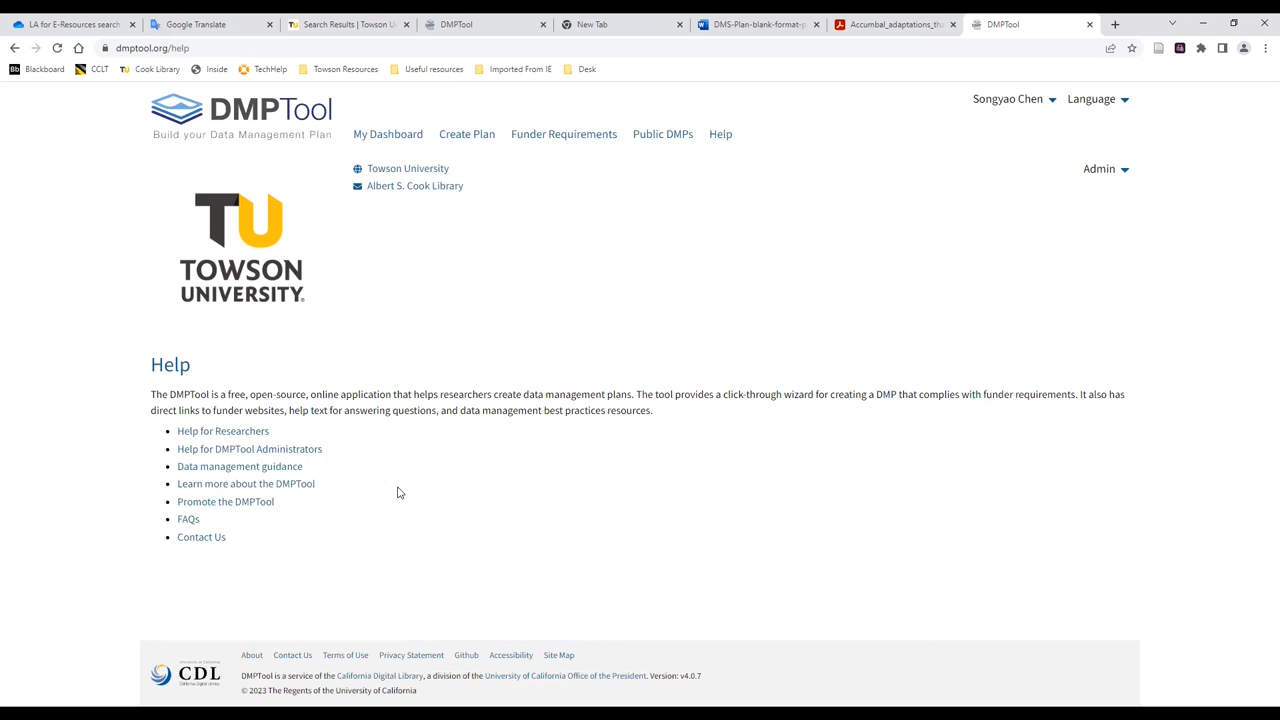 LA for E-Resources search
Google Translate
Search Results | Towson U
DMPTool
New Tab
DMS-Plan-blank-format-p
Accumbal_adaptations_tha
DMPTool
dmptool.org/help
Bb Blackboard
CCLT
TU Cook Library
Inside
TechHelp
Towson Resources
Useful resources
Imported From IE
Desk
DMPTool
Build your Data Management Plan
Songyao Chen
Language
My Dashboard
Create Plan
Funder Requirements
Public DMPs
Help
Towson University
Albert S. Cook Library
Admin
TU
TOWSON
UNIVERSITY.
Help
The DMPTool is a free, open-source, online application that helps researchers create data management plans. The tool provides a click-through wizard for creating a DMP that complies with funder requirements. It also has
direct links to funder websites, help text for answering questions, and data management best practices resources.
• Help for Researchers
• Help for DMPTool Administrators
• Data management guidance
• Learn more about the DMPTool
• Promote the DMPTool
• FAQs
• Contact Us
About
Contact Us
Terms of Use
Privacy Statement
Github
Accessibility
Site Map
CDL
DMPTool is a service of the California Digital Library, a division of the University of California Office of the President. Version: v4.0.7
© 2023 The Regents of the University of California